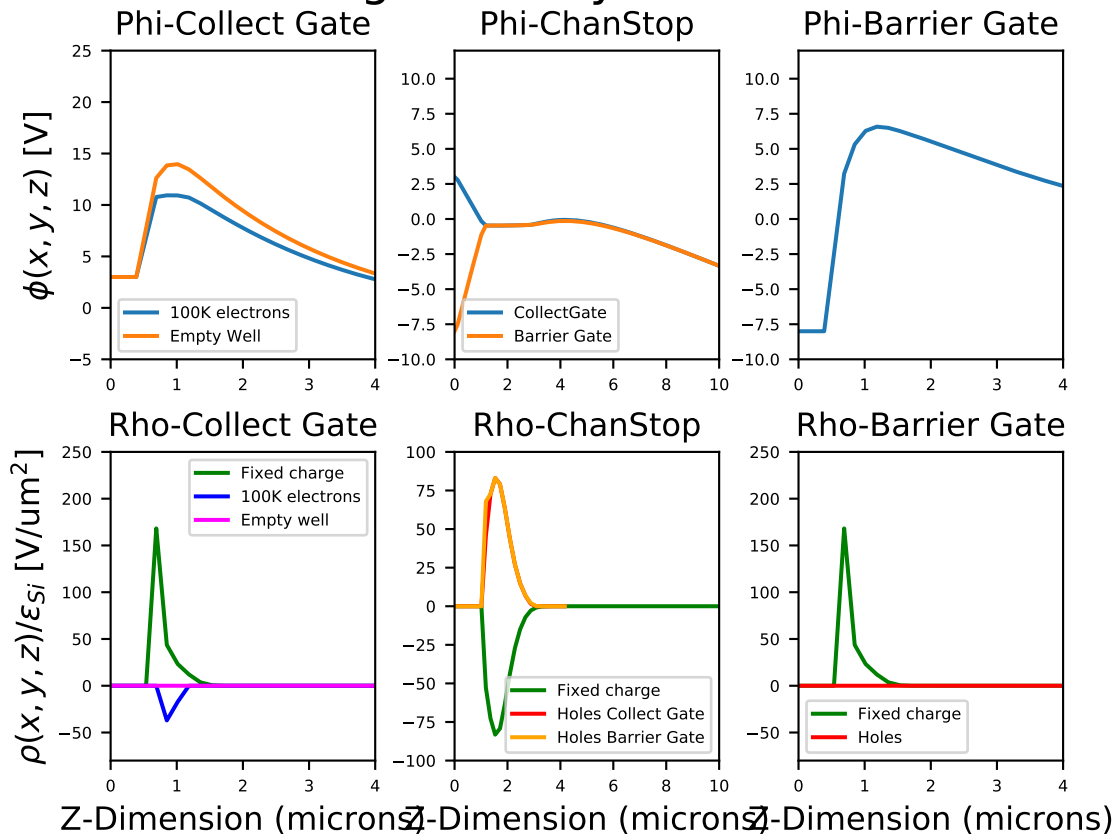 Phi-Collect Gate
Phi-ChanStop
Phi-Barrier Gate
ϕ(x, y, z) [V]
25
20
15
10
5
0
−5
100K electrons
Empty Well
0 1 2 3 4
10.0
7.5
5.0
2.5
0.0
−2.5
−5.0
−7.5
−10.0
CollectGate
Barrier Gate
0 2 4 6 8 10
10.0
7.5
5.0
2.5
0.0
−2.5
−5.0
−7.5
−10.0
0 1 2 3 4
Rho-Collect Gate
Rho-ChanStop
Rho-Barrier Gate
ρ(x, y, z)/ε_{Si} [V/um²]
250
200
150
100
50
0
−50
Fixed charge
100K electrons
Empty well
0 1 2 3 4
Z-Dimension (microns)
100
75
50
25
0
−25
−50
−75
−100
Fixed charge
Holes Collect Gate
Holes Barrier Gate
0 2 4 6 8 10
Z-Dimension (microns)
250
200
150
100
50
0
−50
Fixed charge
Holes
0 1 2 3 4
Z-Dimension (microns)